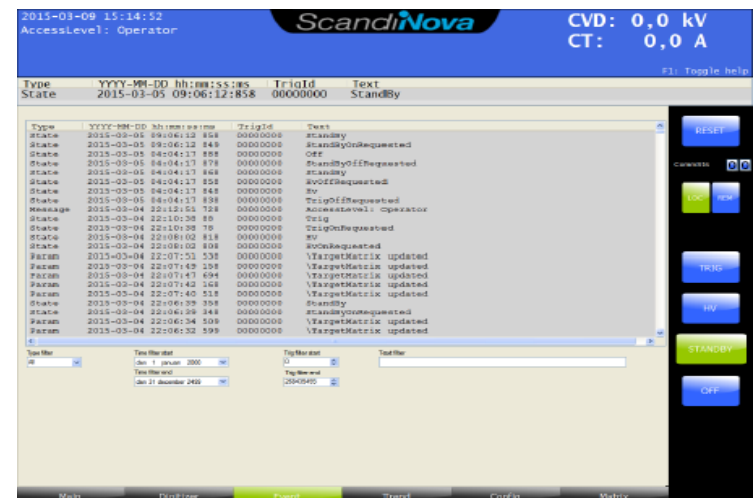 2015-03-09 15:14:52
AccessLevel: Operator
ScandiNova
CVD: 0,0 kV
CT: 0,0 A
F1: Toggle help
Type YYYY-MM-DD hh:mm:ss:ms TrigId Text
State 2015-03-05 09:06:12:858 00000000 StandBy
Type YYYY-MM-DD hh:mm:ss:ms TrigId Text
State 2015-03-05 09:06:12 858 00000000 StandBy
State 2015-03-05 09:06:12 849 00000000 StandByOnRequested
State 2015-03-05 04:04:17 888 00000000 Off
State 2015-03-05 04:04:17 878 00000000 StandByOffRequested
State 2015-03-05 04:04:17 868 00000000 StandBy
State 2015-03-05 04:04:17 858 00000000 HvOffRequested
State 2015-03-05 04:04:17 848 00000000 Hv
State 2015-03-05 04:04:17 838 00000000 TrigOffRequested
Message 2015-03-04 22:12:51 728 00000000 AccessLevel: Operator
State 2015-03-04 22:10:38 88 00000000 Trig
State 2015-03-04 22:10:38 78 00000000 TrigOnRequested
State 2015-03-04 22:08:02 818 00000000 HV
State 2015-03-04 22:08:02 808 00000000 HvOnRequested
Param 2015-03-04 22:07:51 538 00000000 \TargetMatrix updated
Param 2015-03-04 22:07:49 158 00000000 \TargetMatrix updated
Param 2015-03-04 22:07:47 694 00000000 \TargetMatrix updated
Param 2015-03-04 22:07:42 168 00000000 \TargetMatrix updated
Param 2015-03-04 22:07:40 518 00000000 \TargetMatrix updated
State 2015-03-04 22:06:39 358 00000000 StandBy
State 2015-03-04 22:06:39 348 00000000 StandByOnRequested
Param 2015-03-04 22:06:34 509 00000000 \TargetMatrix updated
Param 2015-03-04 22:06:32 599 00000000 \TargetMatrix updated
Type filter Time filter start Trig filter start Text filter
All den 1 januari 2000 0
Time filter end Trig filter end
den 31 december 2499 268435455
RESET
LOC REM
TRIG
HV
STANDBY
OFF
Main Digitizer Event Trend Config Matrix